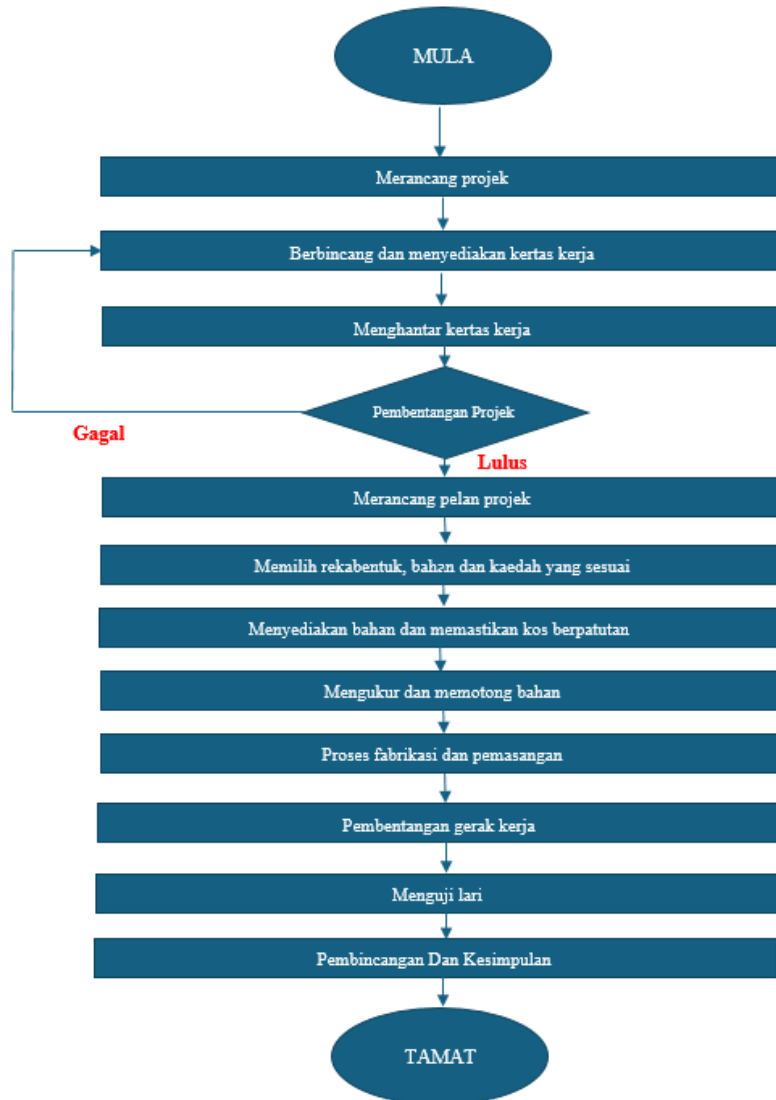 MULA
Merancang projek
Berbincang dan menyediakan kertas kerja
Menghantar kertas kerja
Pembentangan Projek
Gagal
Lulus
Merancang pelan projek
Memilih rekabentuk, bahan dan kaedah yang sesuai
Menyediakan bahan dan memastikan kos berpatutan
Mengukur dan memotong bahan
Proses fabrikasi dan pemasangan
Pembentangan gerak kerja
Menguji lari
Pembincangan Dan Kesimpulan
TAMAT